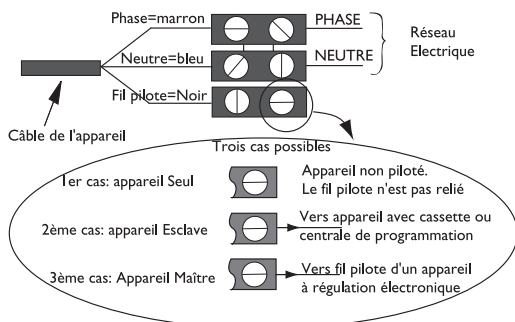 Phase=marron
PHASE
Réseau
Electrique
Neutre=bleu
NEUTRE
Fil pilote=Noir
Câble de l'appareil
Trois cas possibles
1er cas: appareil Seul
Appareil non piloté.
Le fil pilote n'est pas relié
2ème cas: appareil Esclave
Vers appareil avec cassette ou
centrale de programmation
3ème cas: Appareil Maître
Vers fil pilote d'un appareil
à régulation électronique